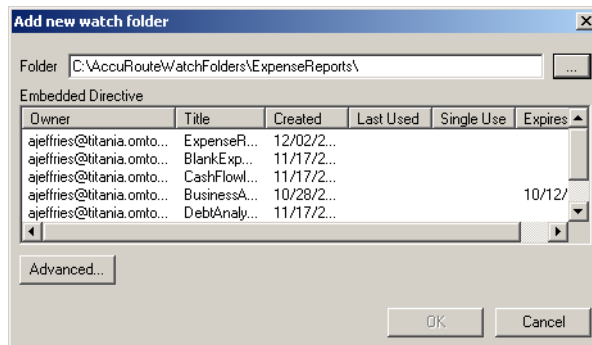 Add new watch folder
Folder C:\AccuRouteWatchFolders\ExpenseReports\ ...
Embedded Directive
Owner Title Created Last Used Single Use Expires
ajeffries@titania.omto... ExpenseR... 12/02/2...
ajeffries@titania.omto... BlankExp... 11/17/2...
ajeffries@titania.omto... CashFlowI... 11/17/2...
ajeffries@titania.omto... BusinessA... 10/28/2... 10/12/
ajeffries@titania.omto... DebtAnaly... 11/17/2...
Advanced...
OK Cancel